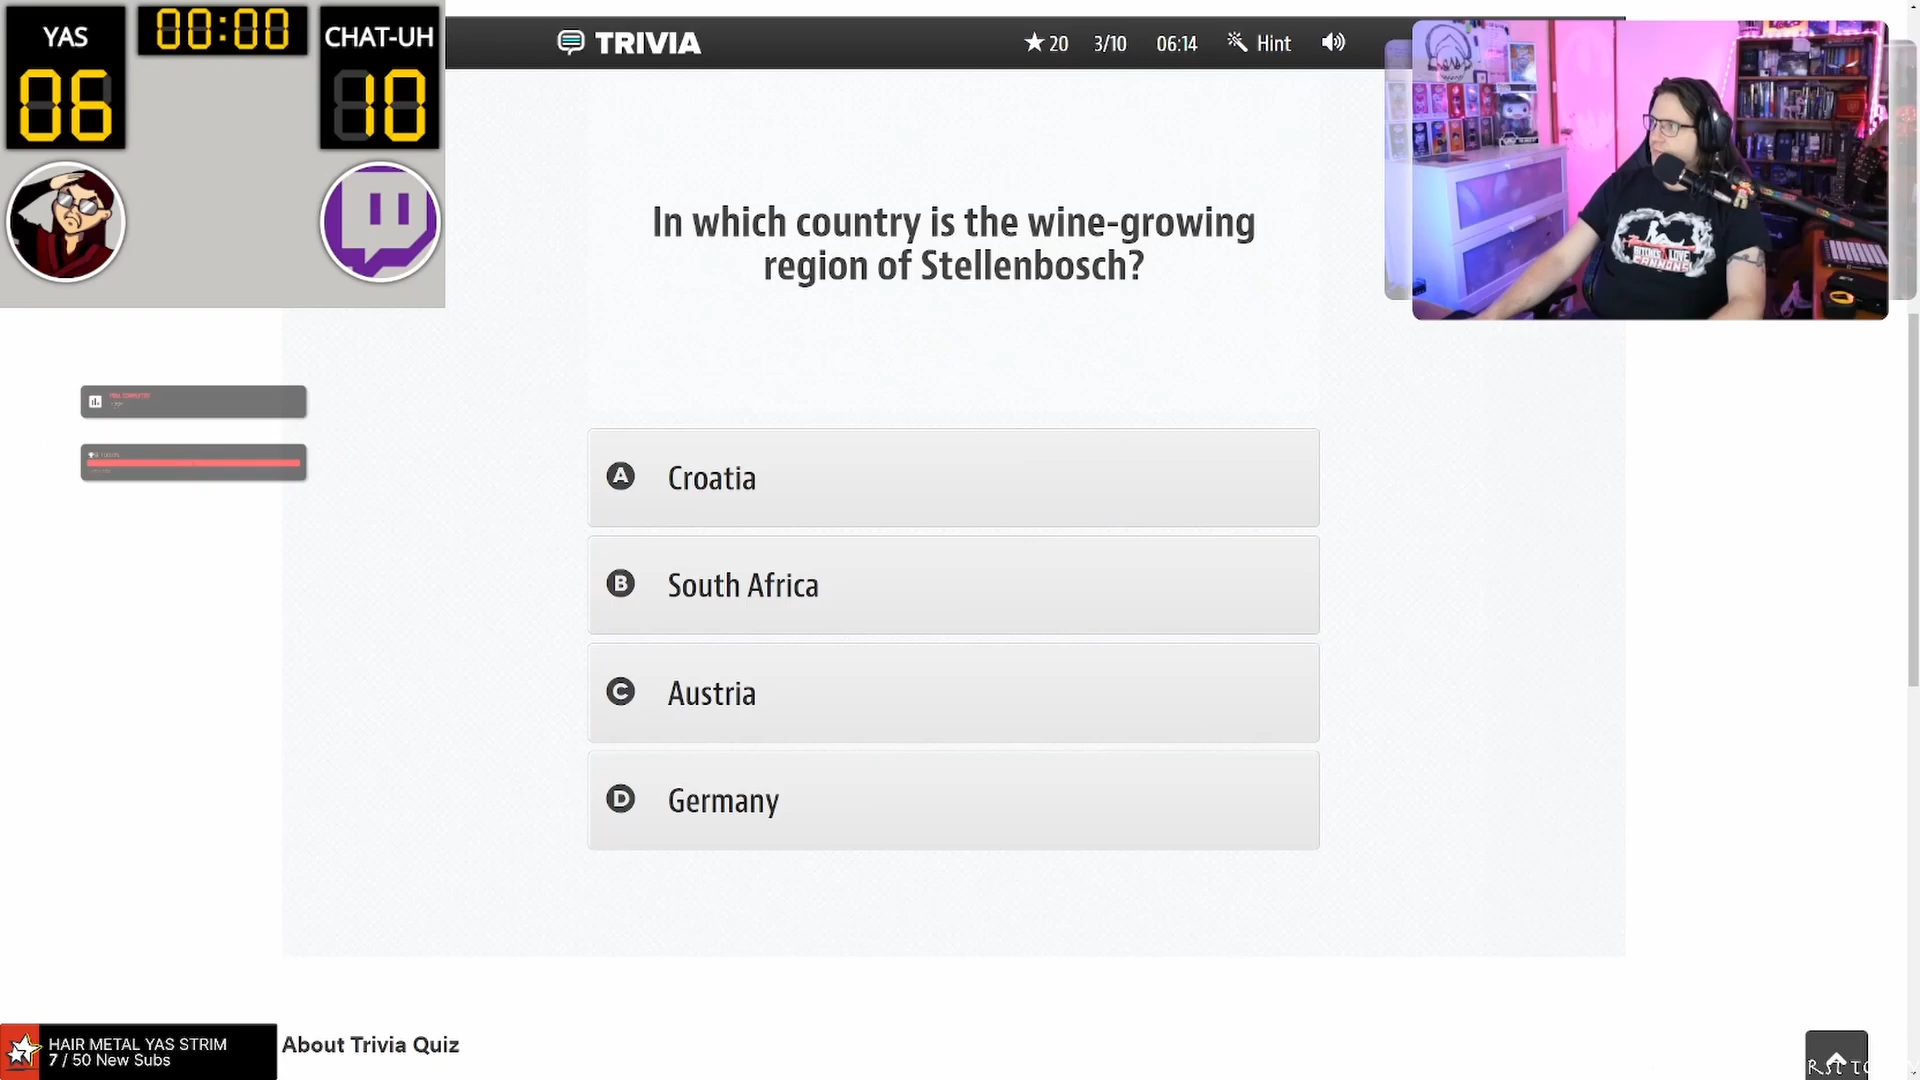 YAS
00:00
CHAT-UH
06
10
TRIVIA
20
3/10
06:14
Hint
In which country is the wine-growing
region of Stellenbosch?
A Croatia
B South Africa
C Austria
D Germany
HAIR METAL YAS STRIM
7 / 50 New Subs
About Trivia Quiz